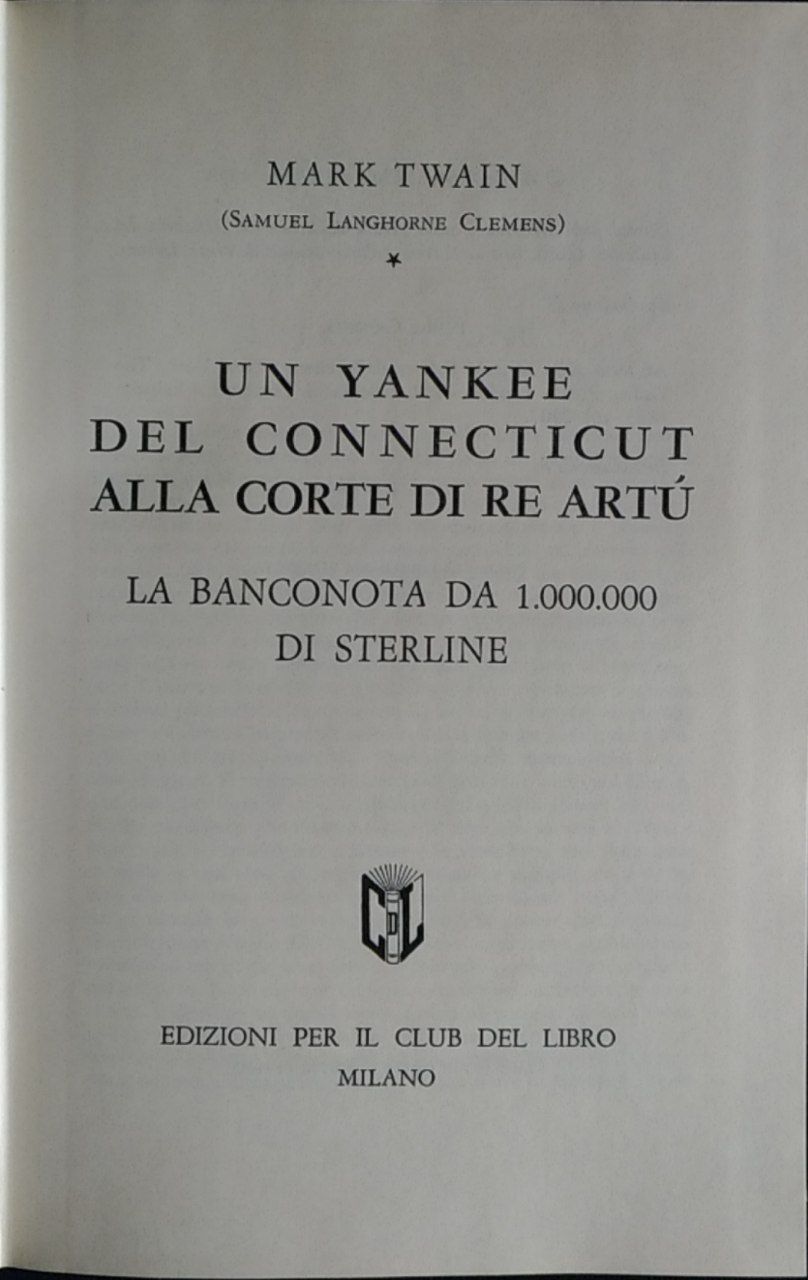 MARK TWAIN
(SAMUEL LANGHORNE CLEMENS)
*
UN YANKEE
DEL CONNECTICUT
ALLA CORTE DI RE ARTÚ
LA BANCONOTA DA 1.000.000
DI STERLINE
CDL
EDIZIONI PER IL CLUB DEL LIBRO
MILANO